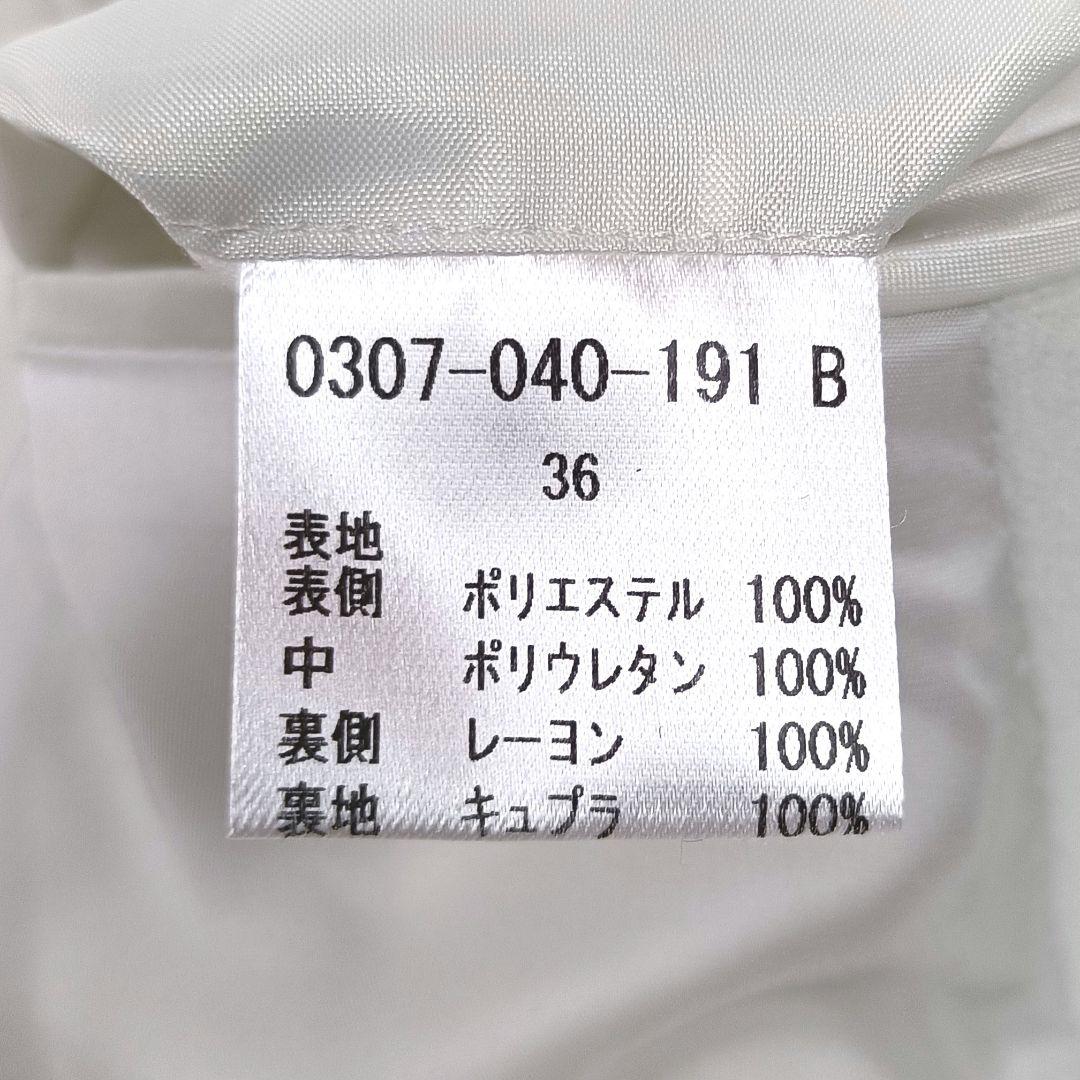 0307-040-191 B
36
表地
表側 ポリエステル 100%
中 ポリウレタン 100%
裏側 レーヨン 100%
裏地 キュプラ 100%